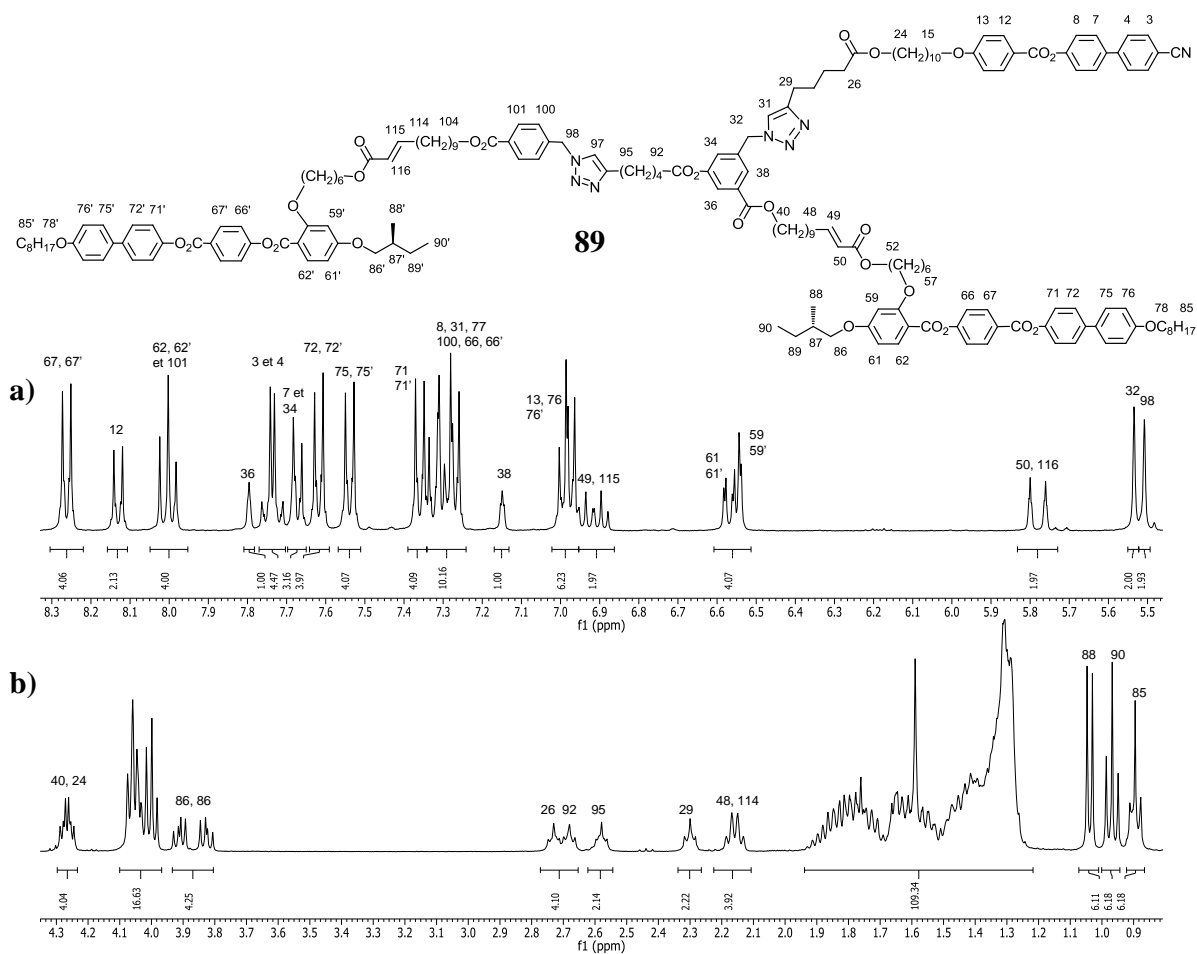 a)
13 12 8 7 4 3
24 15
O
O
(CH2)10
O
CO2
CN
29
26
31
32
N
N
N
34
38
36
101 100
98
97
95 92
115 114 104
(CH2)9
O2C
N
N=N
(CH2)4
CO2
O
116
(CH2)6
O
O
40 48 49
(CH2)9
O
50
52
(CH2)6
57
O
85' 78'
76' 75' 72' 71' 67' 66' 59' 88'
C8H17O
O2C
O2C
O
90'
62' 61' 86' 87' 89'
89
88 59 66 67 71 72 75 76
90
O
CO2
CO2
O
78 85
C8H17
89 87 86 61 62
67, 67'
12
62, 62'
et 101
36
3 et 4
7 et
34
72, 72'
75, 75'
71
71'
8, 31, 77
100, 66, 66'
38
13, 76
76'
49, 115
61
61'
59
59'
50, 116
32
98
4.06 2.13 4.00 1.00 4.47 3.16 3.97 4.07 4.09 10.16 1.00 6.23 1.97 4.07 1.97 2.00 1.93
8.3 8.2 8.1 8.0 7.9 7.8 7.7 7.6 7.5 7.4 7.3 7.2 7.1 7.0 6.9 6.8 6.7 6.6 6.5 6.4 6.3 6.2 6.1 6.0 5.9 5.8 5.7 5.6 5.5
f1 (ppm)
b)
40, 24
86, 86
26 92
95
29
48, 114
88
90
85
4.04 16.63 4.25 4.10 2.14 2.22 3.92 109.34 6.11 6.18 6.18
4.3 4.2 4.1 4.0 3.9 3.8 3.7 3.6 3.5 3.4 3.3 3.2 3.1 3.0 2.9 2.8 2.7 2.6 2.5 2.4 2.3 2.2 2.1 2.0 1.9 1.8 1.7 1.6 1.5 1.4 1.3 1.2 1.1 1.0 0.9
f1 (ppm)